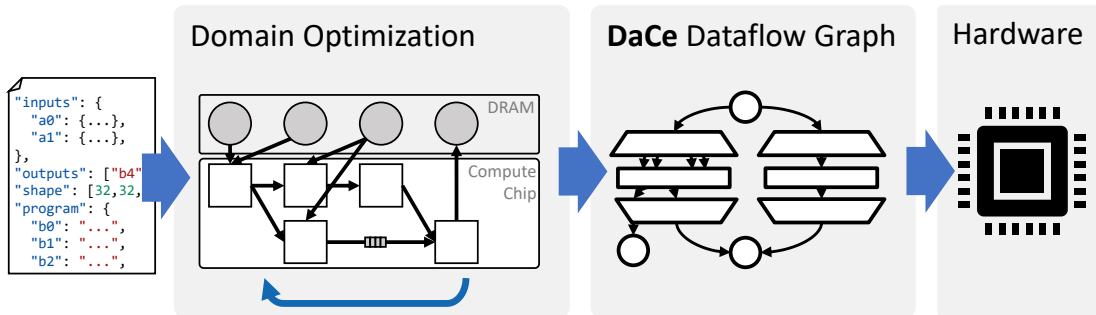 Domain Optimization
DaCe Dataflow Graph
Hardware
"inputs": {
"a0": {...},
"a1": {...},
},
"outputs": ["b4"
"shape": [32,32,
"program": {
"b0": "...",
"b1": "...",
"b2": "...",
DRAM
Compute
Chip